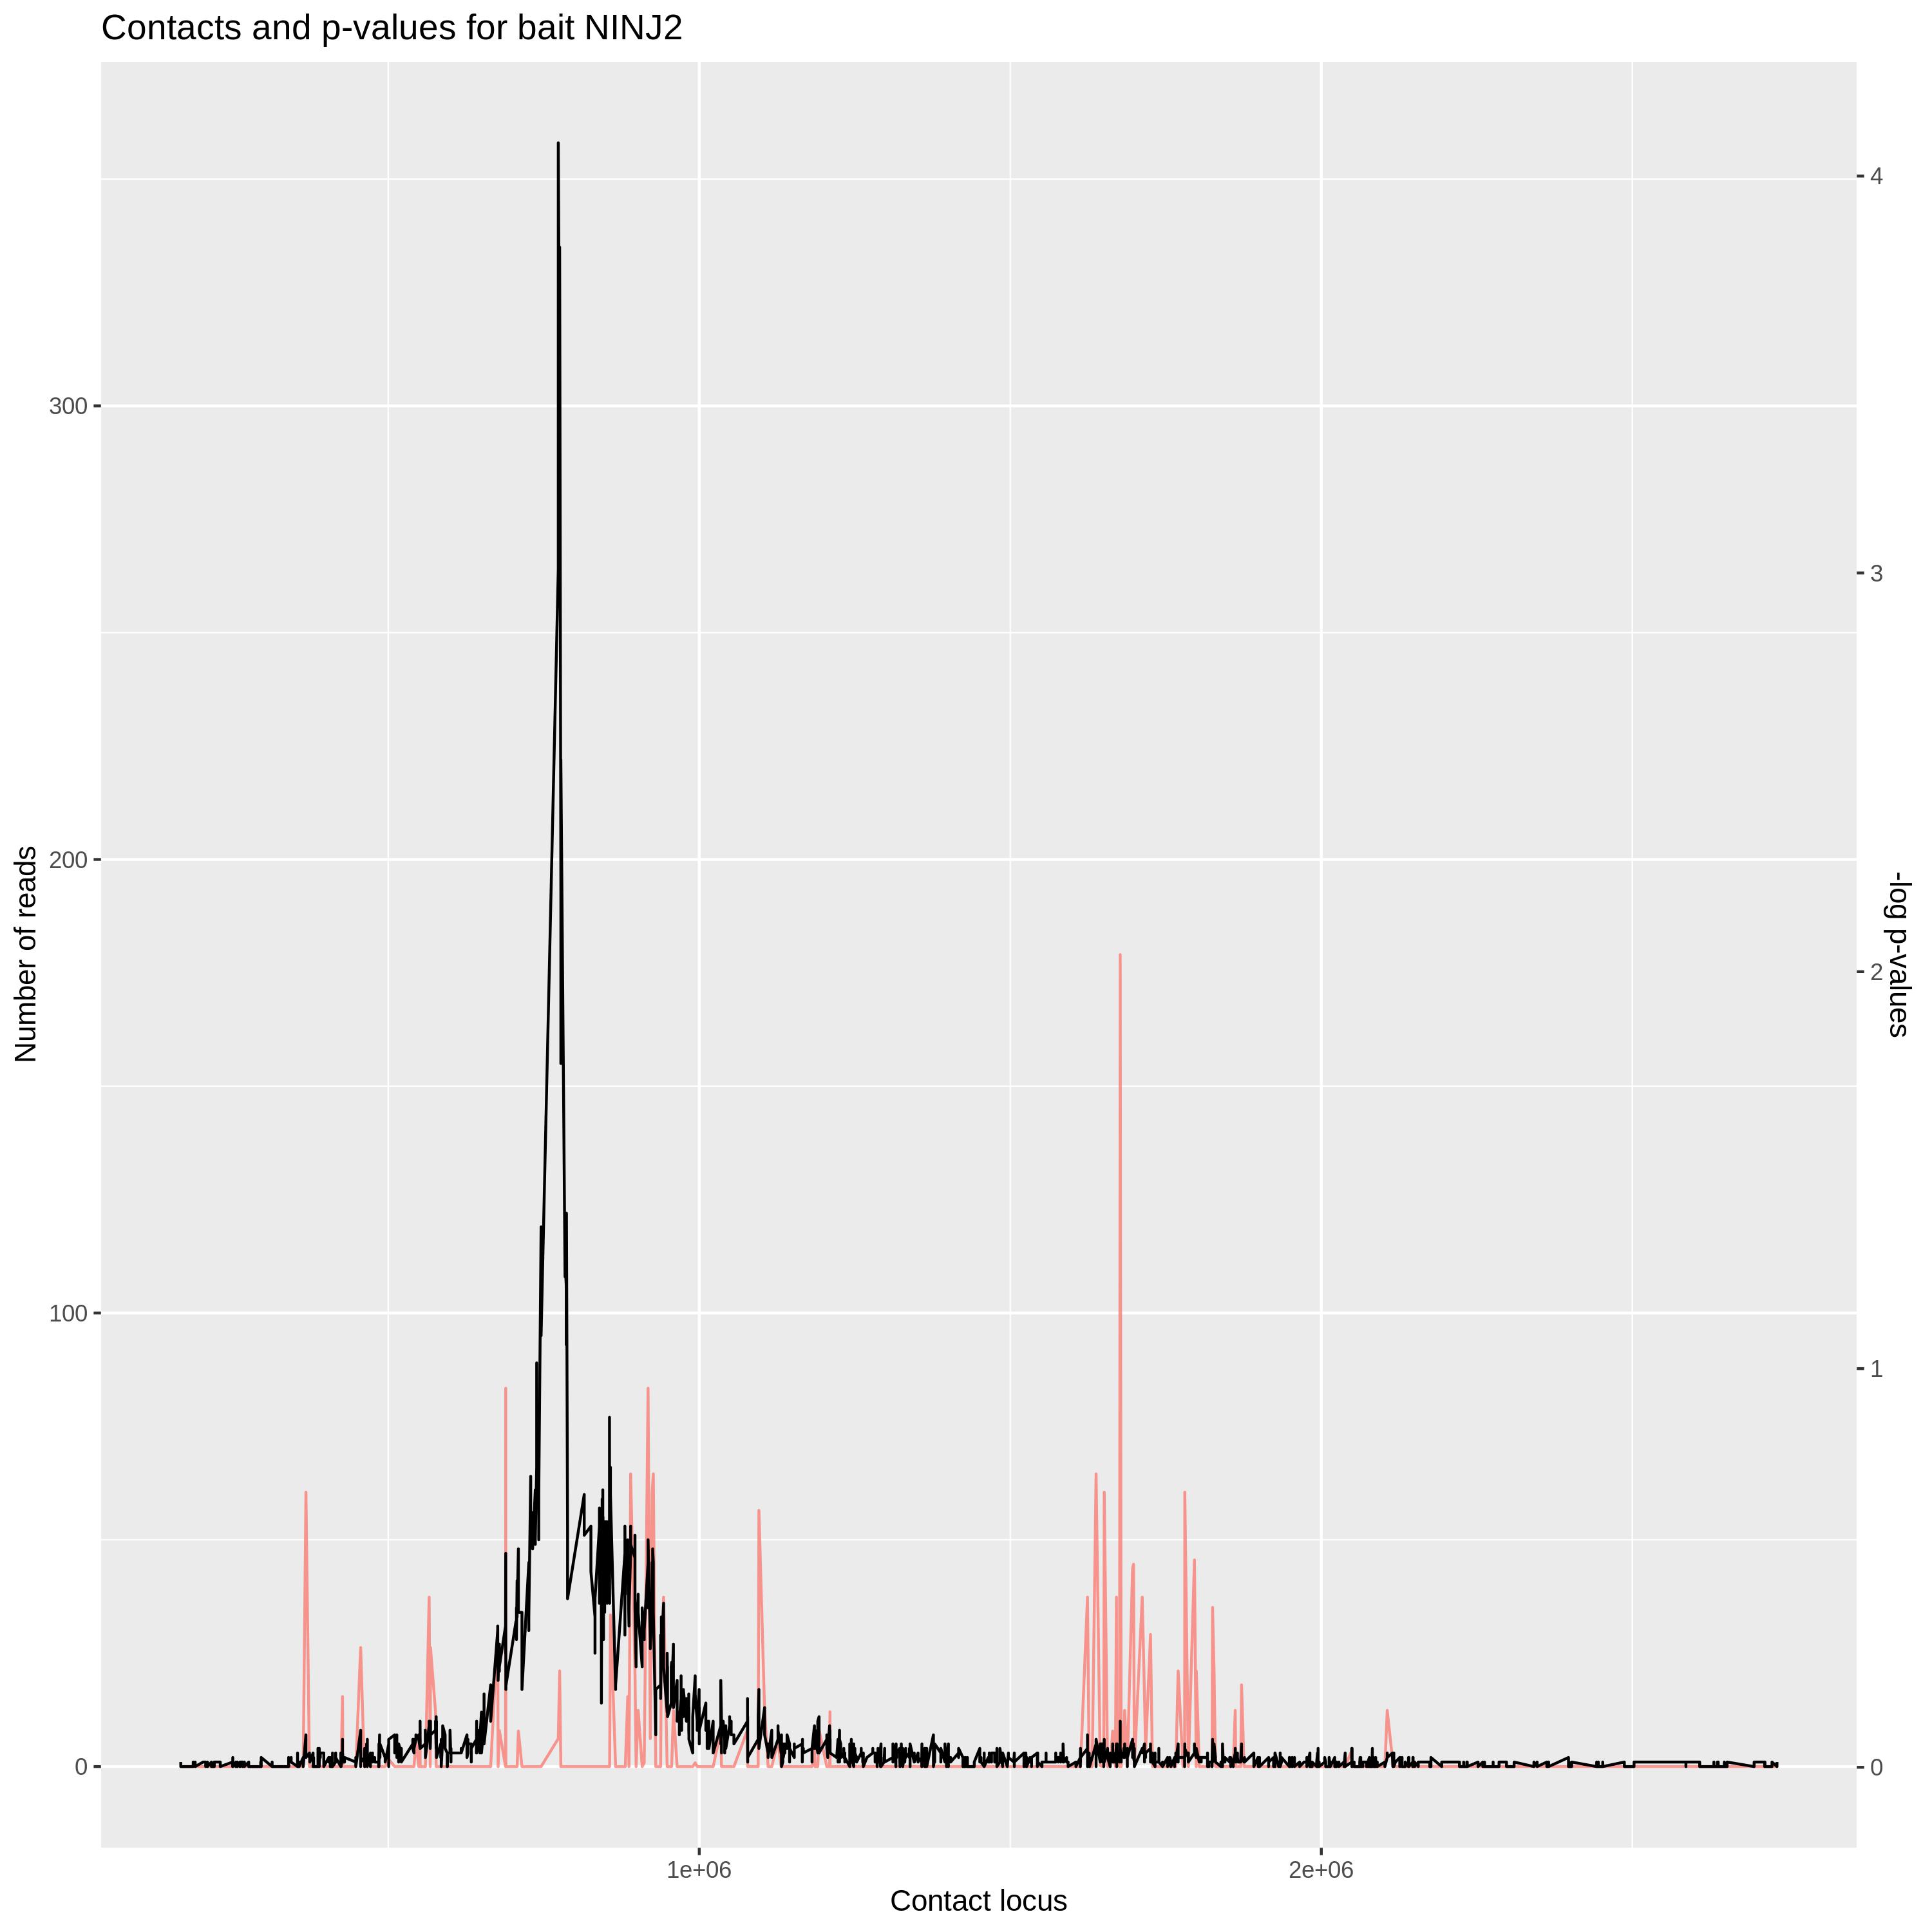 Contacts and p-values for bait NINJ2
Number of reads
300
200
100
0
4
3
2
1
0
-log p-values
1e+06
2e+06
Contact locus